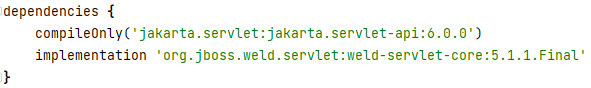 dependencies {
    compileOnly('jakarta.servlet:jakarta.servlet-api:6.0.0')
    implementation 'org.jboss.weld.servlet:weld-servlet-core:5.1.1.Final'
}